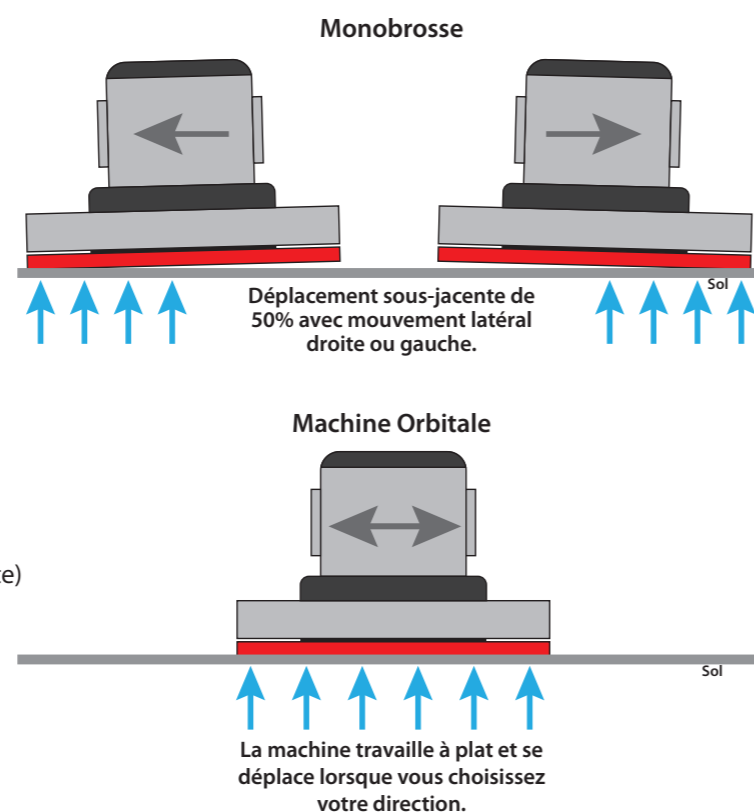 Monobrosse
Sol
Déplacement sous-jacente de
50% avec mouvement latéral
droite ou gauche.
Machine Orbitale
te)
Sol
La machine travaille à plat et se
déplace lorsque vous choisissez
votre direction.